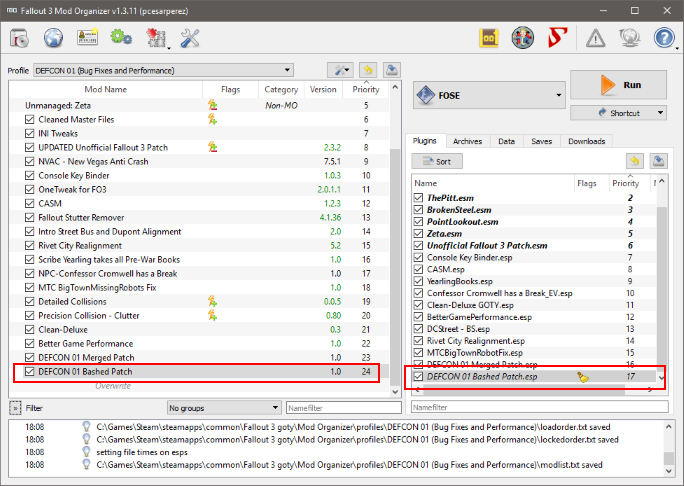 Fallout 3 Mod Organizer v1.3.11 (pcesarperez)
Profile DEFCON 01 (Bug Fixes and Performance)
Mod Name Flags Category Version Priority
Unmanaged: Zeta Non-MO 5
Cleaned Master Files 6
INI Tweaks 7
UPDATED Unofficial Fallout 3 Patch 2.3.2 8
NVAC - New Vegas Anti Crash 7.5.1 9
Console Key Binder 1.0.3 10
OneTweak for FO3 2.0.1.1 11
CASM 1.2.3 12
Fallout Stutter Remover 4.1.36 13
Intro Street Bus and Dupont Alignment 2.0 14
Rivet City Realignment 5.2 15
Scribe Yearling takes all Pre-War Books 1.0 16
NPC-Confessor Cromwell has a Break 1.0 17
MTC BigTownMissingRobots Fix 1.0 18
Detailed Collisions 0.0.5 19
Precision Collision - Clutter 0.80 20
Clean-Deluxe 0.3 21
Better Game Performance 1.0 22
DEFCON 01 Merged Patch 1.0 23
DEFCON 01 Bashed Patch 1.0 24
Overwrite
» Filter No groups Namefilter
FOSE
Run
Shortcut
Plugins Archives Data Saves Downloads
Sort
Name Flags Priority
ThePitt.esm 2
BrokenSteel.esm 3
PointLookout.esm 4
Zeta.esm 5
Unofficial Fallout 3 Patch.esm 6
Console Key Binder.esp 7
CASM.esp 8
YearlingBooks.esp 9
Confessor Cromwell has a Break_EV.esp 10
Clean-Deluxe GOTY.esp 11
BetterGamePerformance.esp 12
DCStreet - BS.esp 13
Rivet City Realignment.esp 14
MTCBigTownRobotFix.esp 15
DEFCON 01 Merged Patch.esp 16
DEFCON 01 Bashed Patch.esp 17
Namefilter
18:08 C:\Games\Steam\steamapps\common\Fallout 3 goty\Mod Organizer\profiles\DEFCON 01 (Bug Fixes and Performance)\loadorder.txt saved
18:08 C:\Games\Steam\steamapps\common\Fallout 3 goty\Mod Organizer\profiles\DEFCON 01 (Bug Fixes and Performance)\lockedorder.txt saved
18:08 setting file times on esps
18:08 C:\Games\Steam\steamapps\common\Fallout 3 goty\Mod Organizer\profiles\DEFCON 01 (Bug Fixes and Performance)\modlist.txt saved